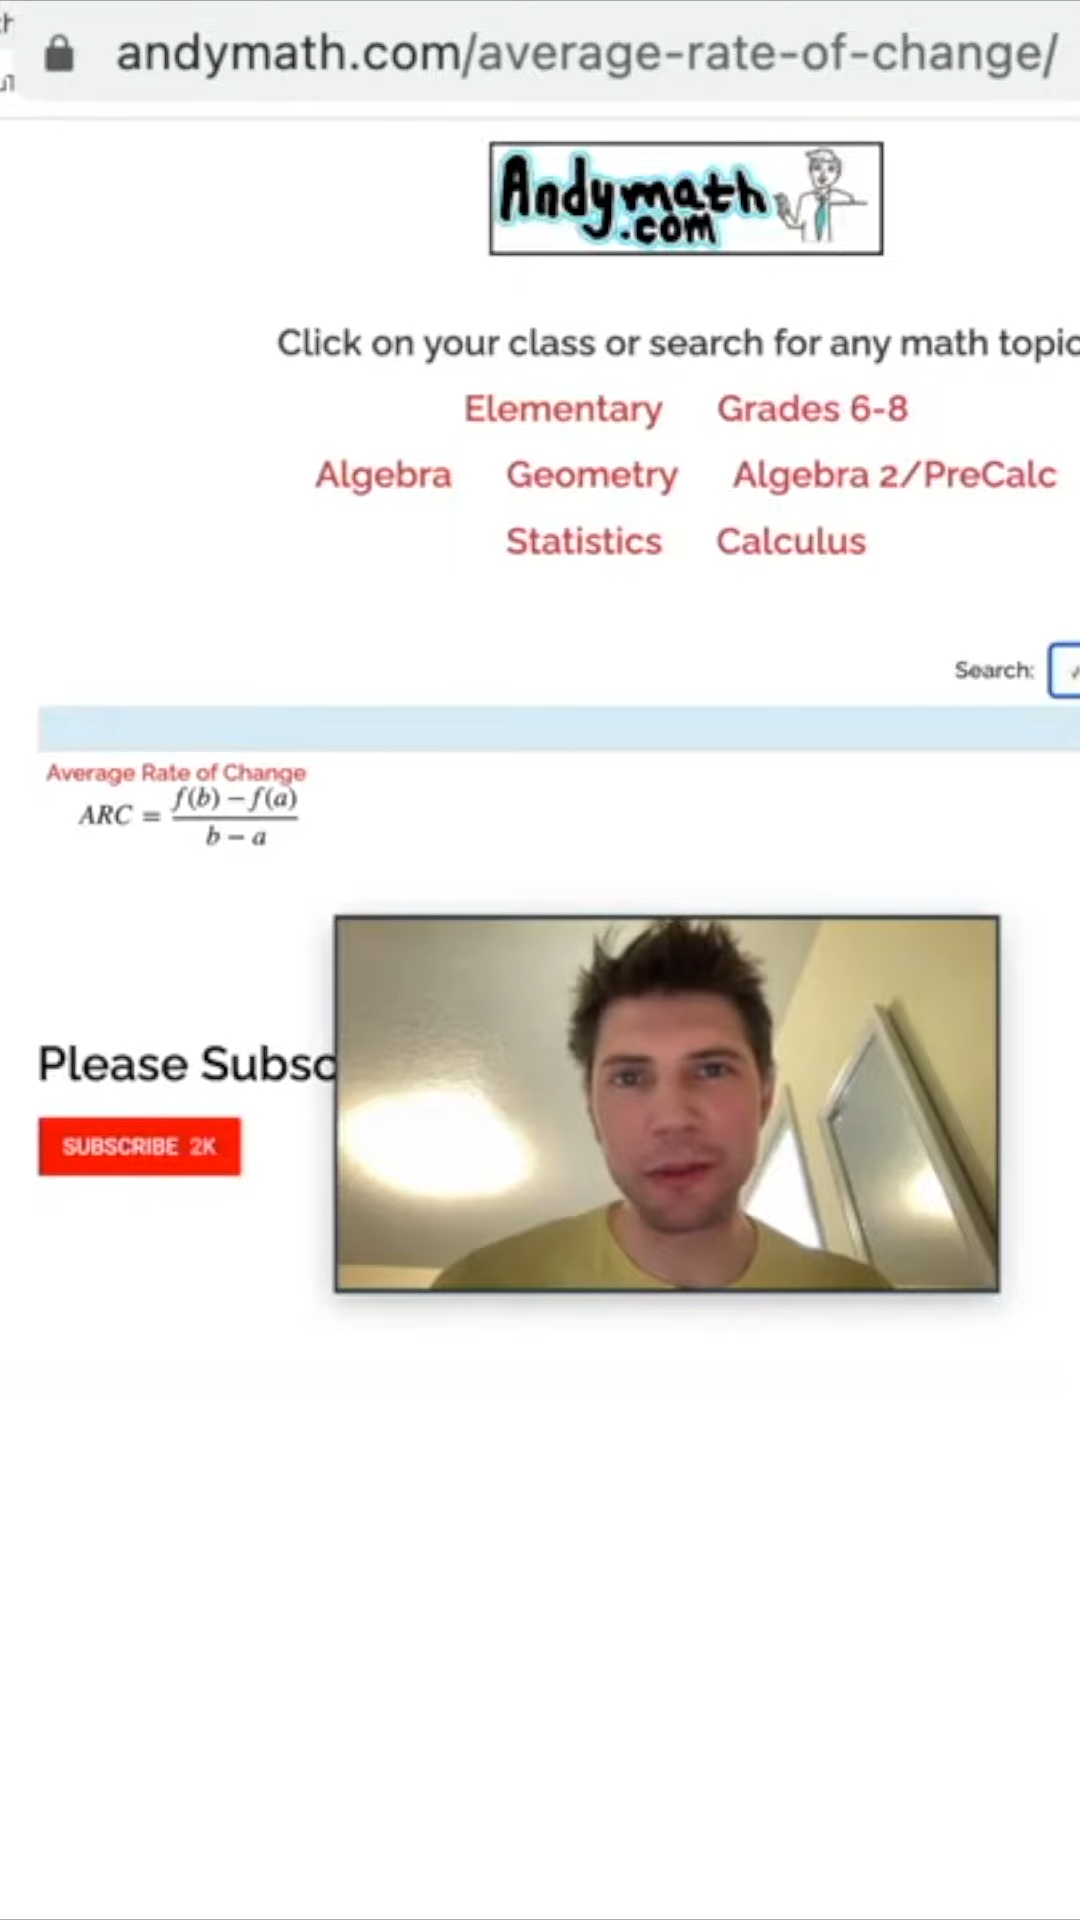 andymath.com/average-rate-of-change/
Andymath
.com
Click on your class or search for any math topic
Elementary Grades 6-8
Algebra Geometry Algebra 2/PreCalc
Statistics Calculus
Search:
Average Rate of Change
ARC = f(b) − f(a) / b − a
Please Subsc
SUBSCRIBE 2K